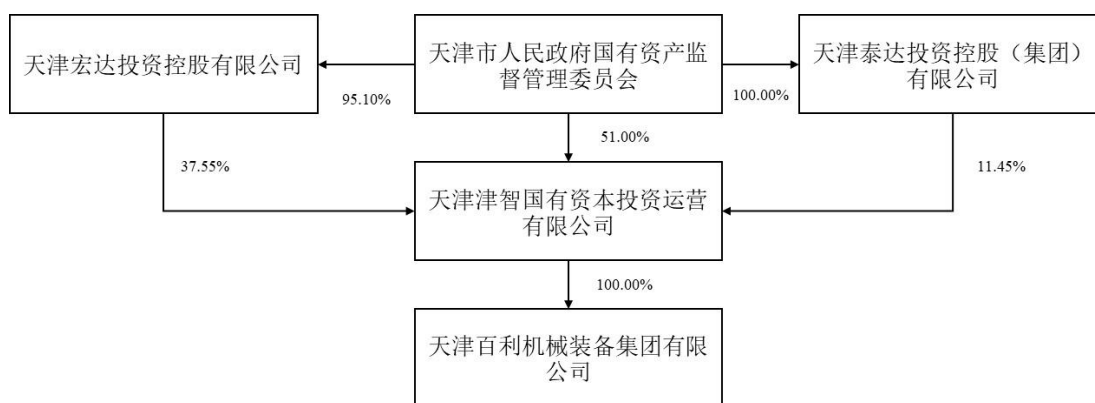 天津宏达投资控股有限公司
天津市人民政府国有资产监
督管理委员会
天津泰达投资控股（集团）
有限公司
95.10%
100.00%
51.00%
37.55%
11.45%
天津津智国有资本投资运营
有限公司
100.00%
天津百利机械装备集团有限
公司